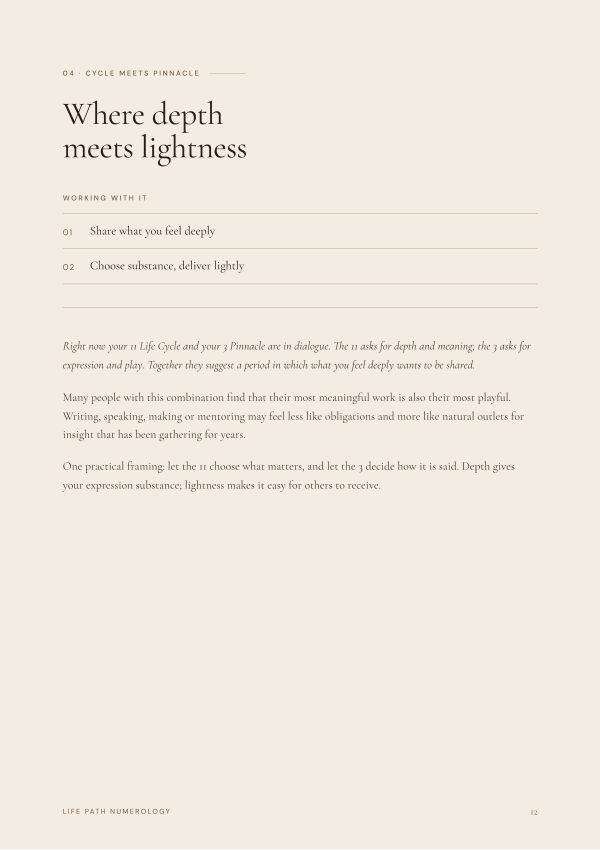 04 · CYCLE MEETS PINNACLE
Where depth
meets lightness
WORKING WITH IT
01 Share what you feel deeply
02 Choose substance, deliver lightly
Right now your 11 Life Cycle and your 3 Pinnacle are in dialogue. The 11 asks for depth and meaning; the 3 asks for
expression and play. Together they suggest a period in which what you feel deeply wants to be shared.
Many people with this combination find that their most meaningful work is also their most playful.
Writing, speaking, making or mentoring may feel less like obligations and more like natural outlets for
insight that has been gathering for years.
One practical framing: let the 11 choose what matters, and let the 3 decide how it is said. Depth gives
your expression substance; lightness makes it easy for others to receive.
LIFE PATH NUMEROLOGY
12